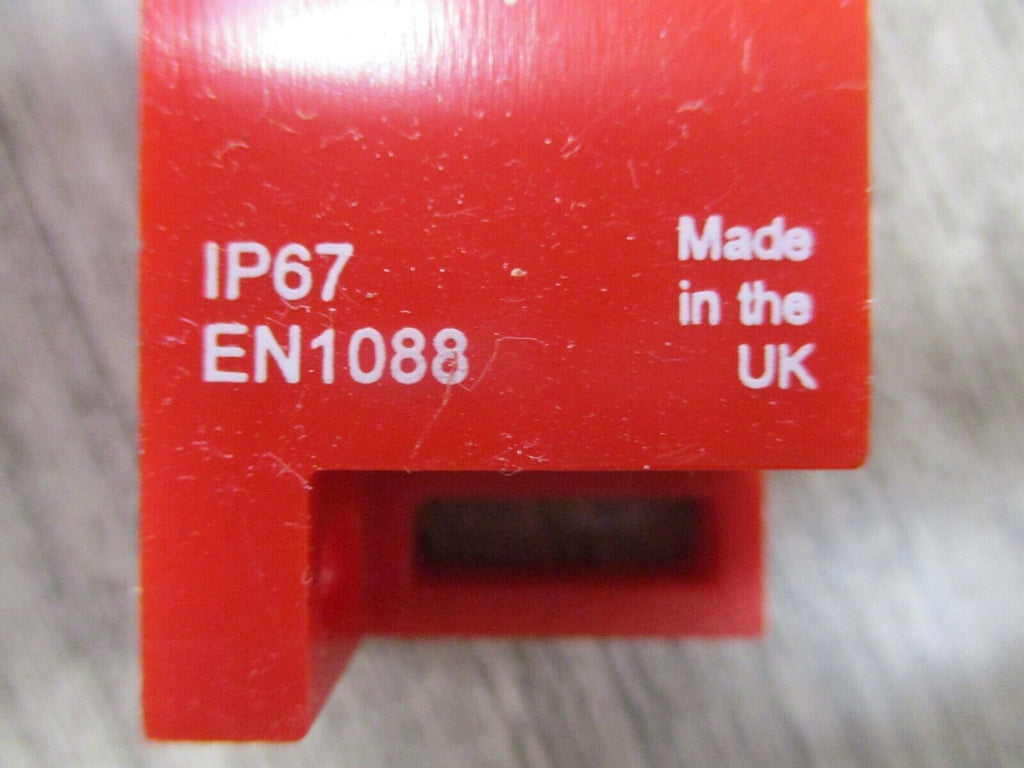 IP67
EN1088
Made
in the
UK